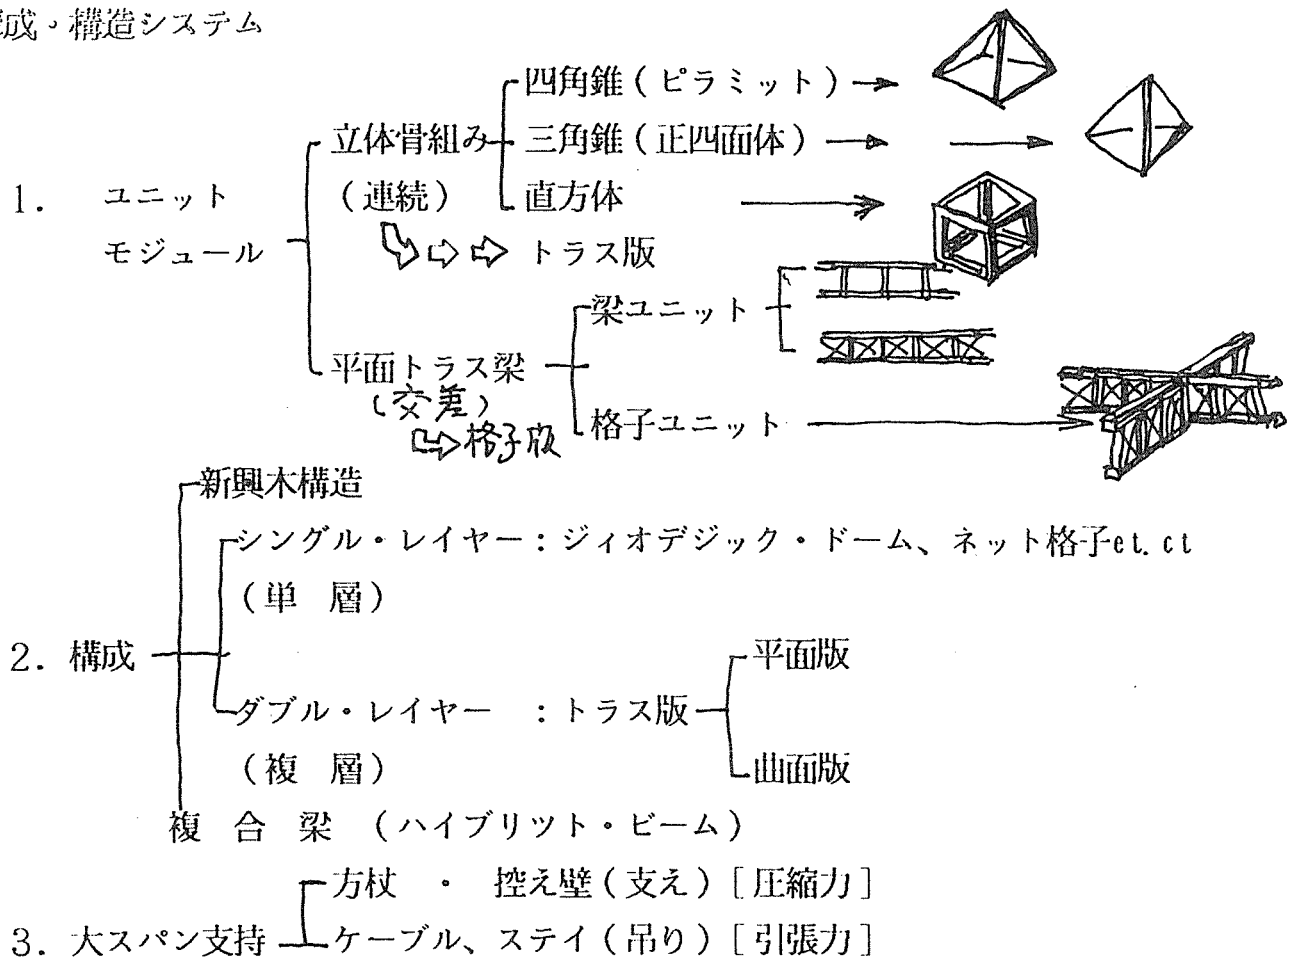 成・構造システム
四角錐(ピラミット)
立体骨組み 三角錐(正四面体)
1. ユニット (連続) 直方体
モジュール トラス版
梁ユニット
平面トラス梁
(交差) 格子ユニット
格子版
新興木構造
シングル・レイヤー:ジィオデジック・ドーム、ネット格子et.ct
(単 層)
2. 構成 平面版
ダブル・レイヤー :トラス版
(複 層) 曲面版
複 合 梁 (ハイブリツト・ビーム)
方杖 ・ 控え壁(支え)[圧縮力]
3. 大スパン支持 ケーブル、ステイ(吊り)[引張力]